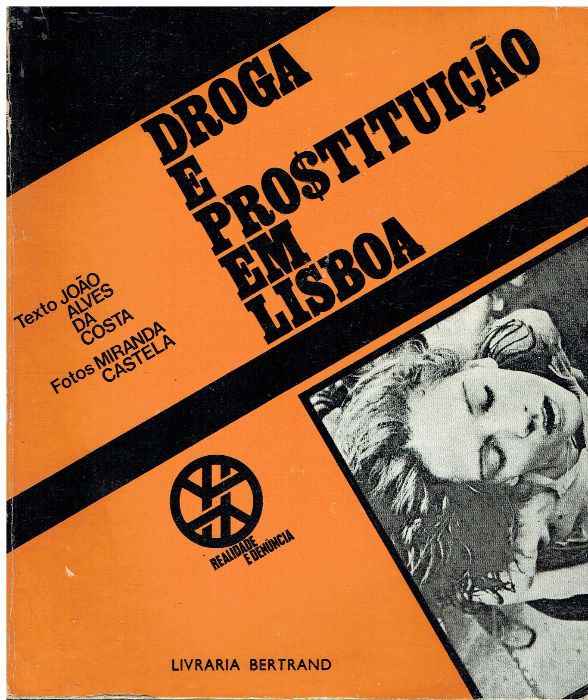 DROGA
E
PRO$TITUIÇÃO
EM
LISBOA
Texto JOÃO
ALVES
DA
COSTA
Fotos MIRANDA
CASTELA
REALIDADE
E DENÚNCIA
LIVRARIA BERTRAND